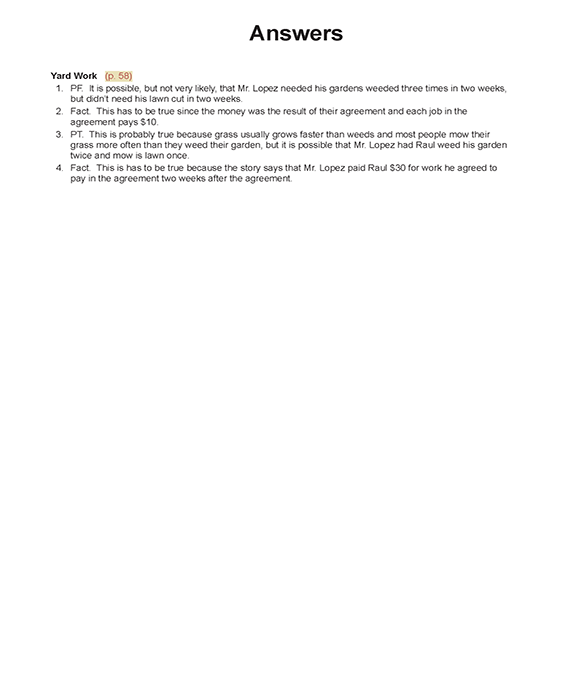 Answers
Yard Work (p. 58)
1. PF. It is possible, but not very likely, that Mr. Lopez needed his gardens weeded three times in two weeks,
but didn't need his lawn cut in two weeks.
2. Fact. This has to be true since the money was the result of their agreement and each job in the
agreement pays $10.
3. PT. This is probably true because grass usually grows faster than weeds and most people mow their
grass more often than they weed their garden, but it is possible that Mr. Lopez had Raul weed his garden
twice and mow is lawn once.
4. Fact. This is has to be true because the story says that Mr. Lopez paid Raul $30 for work he agreed to
pay in the agreement two weeks after the agreement.